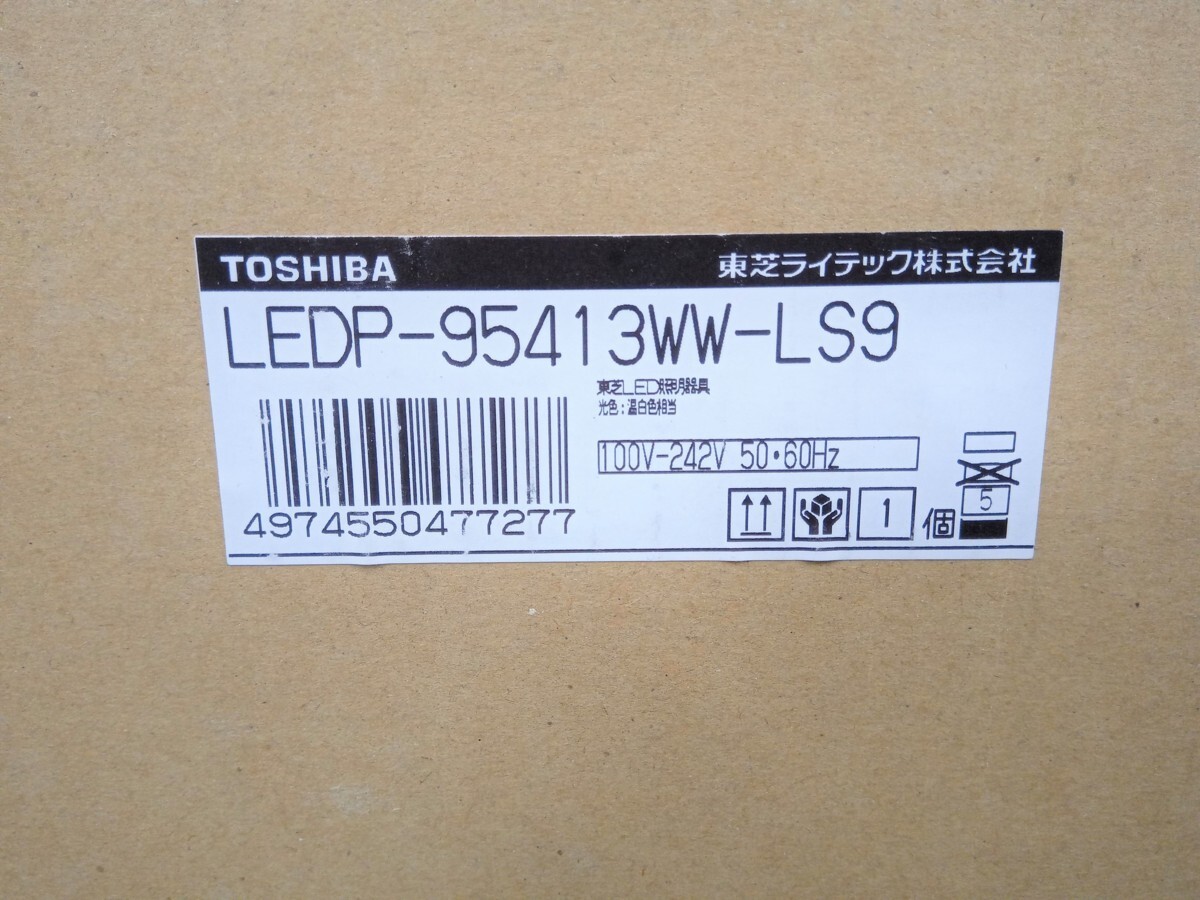 TOSHIBA 東芝ライテック株式会社
LEDP-95413WW-LS9
東芝LED照明器具
光色:温白色相当
100V-242V 50・60Hz
4974550477277
1 個
5